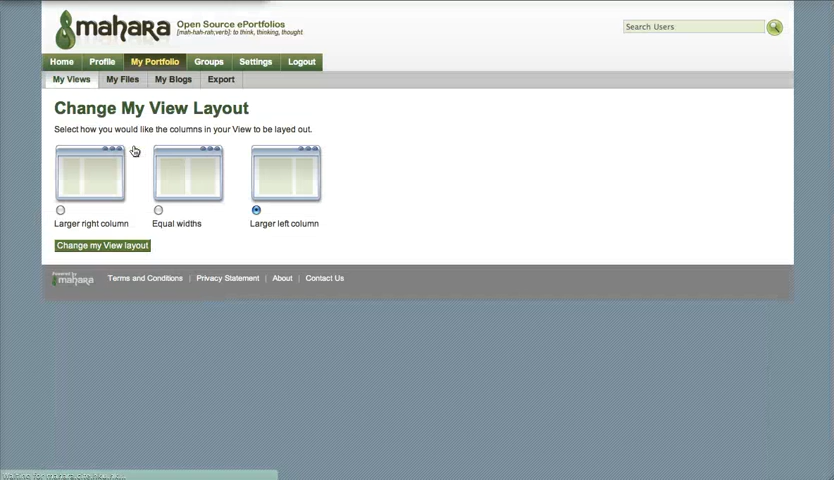 mahara
Open Source ePortfolios
[mah-hah-ra;verb]: to think, thinking, thought.
Search Users
Home Profile My Portfolio Groups Settings Logout
My Views My Files My Blogs Export
Change My View Layout
Select how you would like the columns in your View to be layed out.
Larger right column Equal widths Larger left column
Change my View layout
Powered by
mahara
Terms and Conditions | Privacy Statement | About | Contact Us